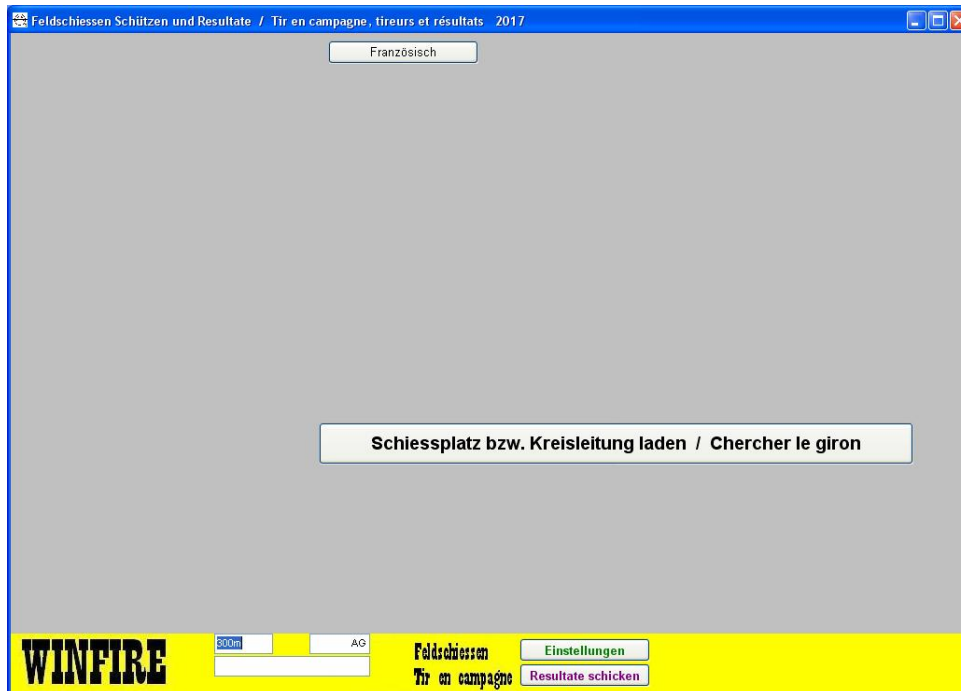 Feldschiessen Schützen und Resultate / Tir en campagne, tireurs et résultats 2017
Französisch
Schiessplatz bzw. Kreisleitung laden / Chercher le giron
WINFIRE
300m
AG
Feldschiessen
Einstellungen
Tir en campagne
Resultate schicken